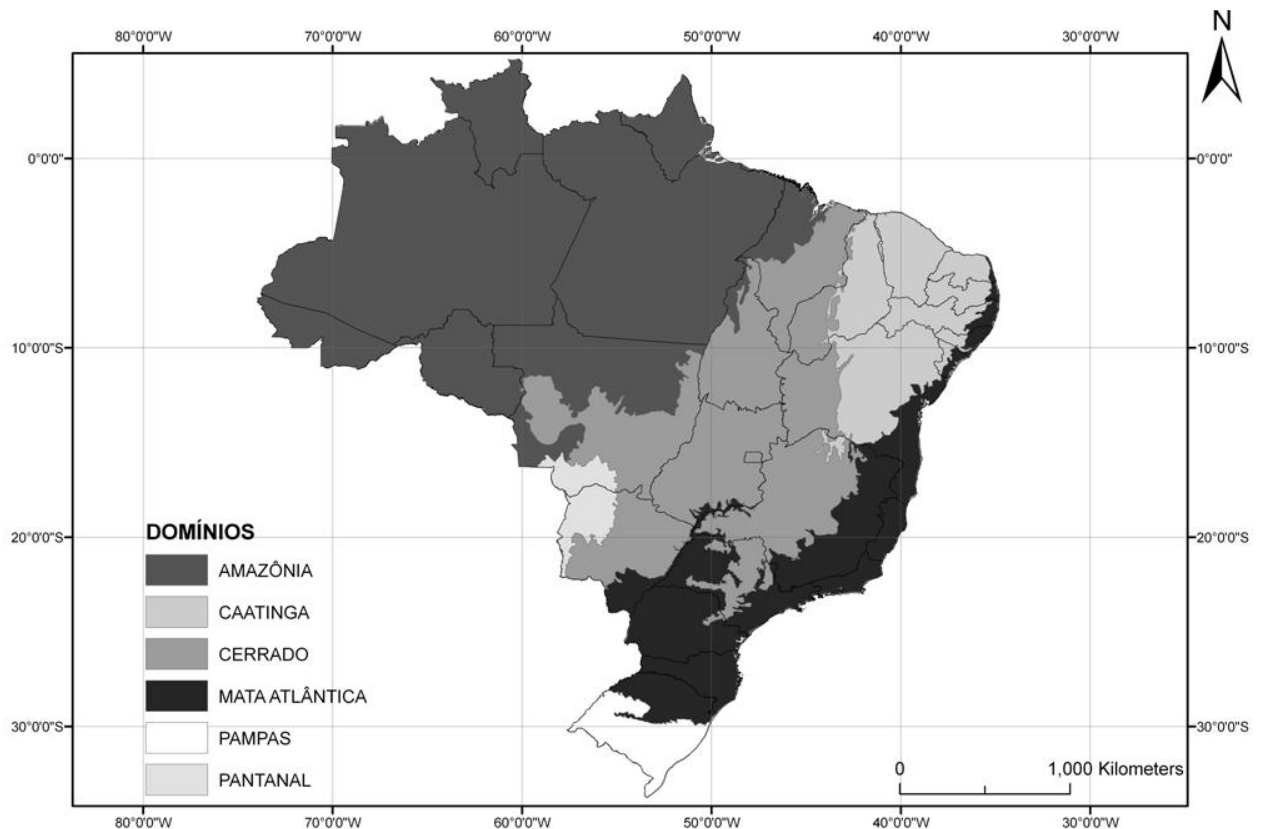 N
80°0'0"W 70°0'0"W 60°0'0"W 50°0'0"W 40°0'0"W 30°0'0"W
0°0'0" 0°0'0"
10°0'0"S 10°0'0"S
20°0'0"S 20°0'0"S
DOMÍNIOS
AMAZÔNIA
CAATINGA
CERRADO
MATA ATLÂNTICA
30°0'0"S 30°0'0"S
PAMPAS
0 1,000 Kilometers
PANTANAL
80°0'0"W 70°0'0"W 60°0'0"W 50°0'0"W 40°0'0"W 30°0'0"W